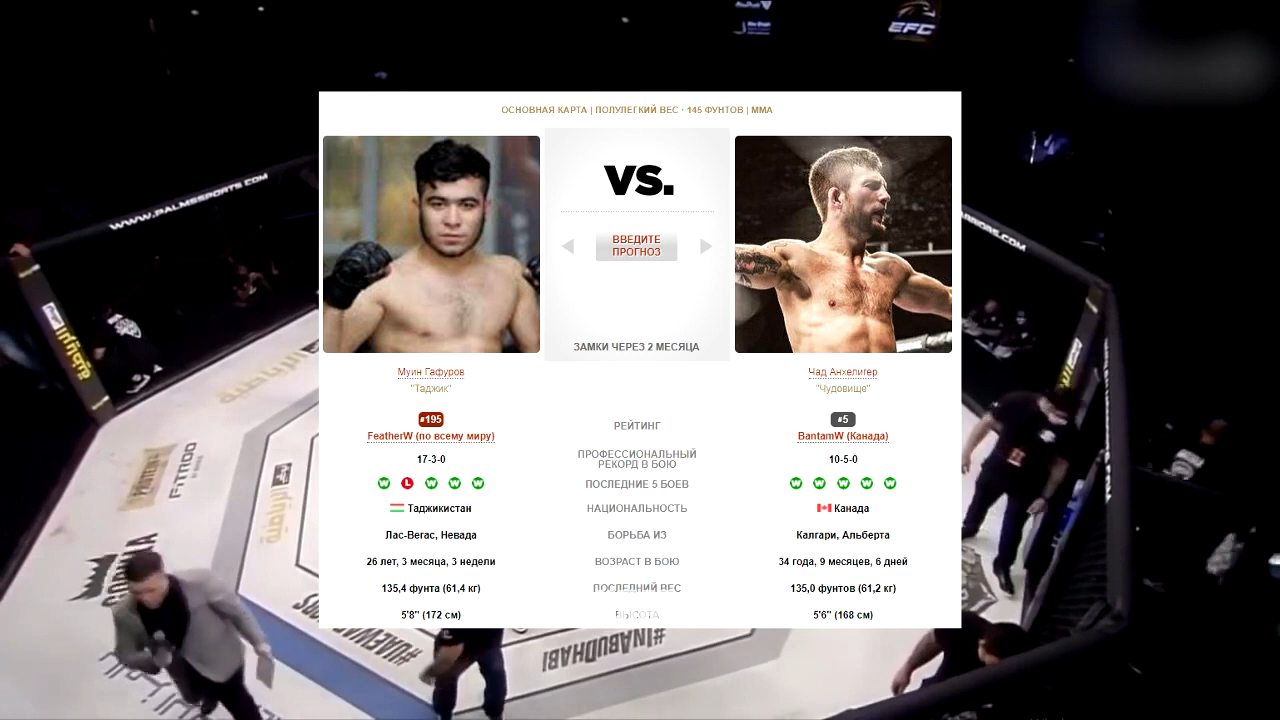 EFC
WWW.PALMESPORTS.COM
ОСНОВНАЯ КАРТА | ПОЛУЛЕГКИЙ ВЕС · 145 ФУНТОВ | ММА
VS.
ВВЕДИТЕ
ПРОГНОЗ
ЗАМКИ ЧЕРЕЗ 2 МЕСЯЦА
Муин Гафуров
"Таджик"
Чад Анхелигер
"Чудовище"
#195
РЕЙТИНГ
#5
FeatherW (по всему миру)
BantamW (Канада)
17-3-0
ПРОФЕССИОНАЛЬНЫЙ
РЕКОРД В БОЮ
10-5-0
W L W W W
ПОСЛЕДНИЕ 5 БОЕВ
W W W W W
Таджикистан
НАЦИОНАЛЬНОСТЬ
Канада
Лас-Вегас, Невада
БОРЬБА ИЗ
Калгари, Альберта
26 лет, 3 месяца, 3 недели
ВОЗРАСТ В БОЮ
34 года, 9 месяцев, 6 дней
135,4 фунта (61,4 кг)
ПОСЛЕДНИЙ ВЕС
135,0 фунтов (61,2 кг)
5'8" (172 см)
ВЫСОТА
5'6" (168 см)
#INABUDHABI